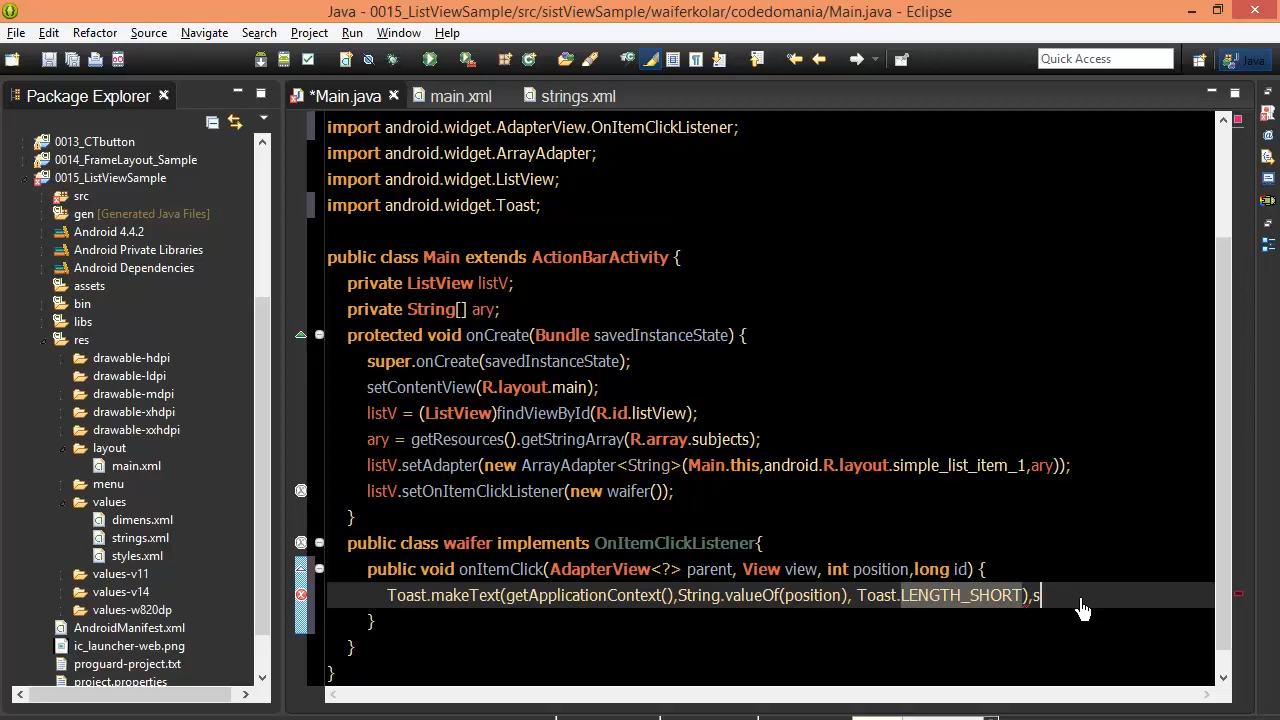 Java - 0015_ListViewSample/src/sistViewSample/waiferkolar/codedomania/Main.java - Eclipse
File Edit Refactor Source Navigate Search Project Run Window Help
Quick Access
Java
Package Explorer
*Main.java main.xml strings.xml
0013_CTbutton
0014_FrameLayout_Sample
0015_ListViewSample
src
gen [Generated Java Files]
Android 4.4.2
Android Private Libraries
Android Dependencies
assets
bin
libs
res
drawable-hdpi
drawable-ldpi
drawable-mdpi
drawable-xhdpi
drawable-xxhdpi
layout
main.xml
menu
values
dimens.xml
strings.xml
styles.xml
values-v11
values-v14
values-w820dp
AndroidManifest.xml
ic_launcher-web.png
proguard-project.txt
project.properties
import android.widget.AdapterView.OnItemClickListener;
import android.widget.ArrayAdapter;
import android.widget.ListView;
import android.widget.Toast;
public class Main extends ActionBarActivity {
private ListView listV;
private String[] ary;
protected void onCreate(Bundle savedInstanceState) {
super.onCreate(savedInstanceState);
setContentView(R.layout.main);
listV = (ListView)findViewById(R.id.listView);
ary = getResources().getStringArray(R.array.subjects);
listV.setAdapter(new ArrayAdapter<String>(Main.this,android.R.layout.simple_list_item_1,ary));
listV.setOnItemClickListener(new waifer());
}
public class waifer implements OnItemClickListener{
public void onItemClick(AdapterView<?> parent, View view, int position,long id) {
Toast.makeText(getApplicationContext(),String.valueOf(position), Toast.LENGTH_SHORT),s
}
}
}